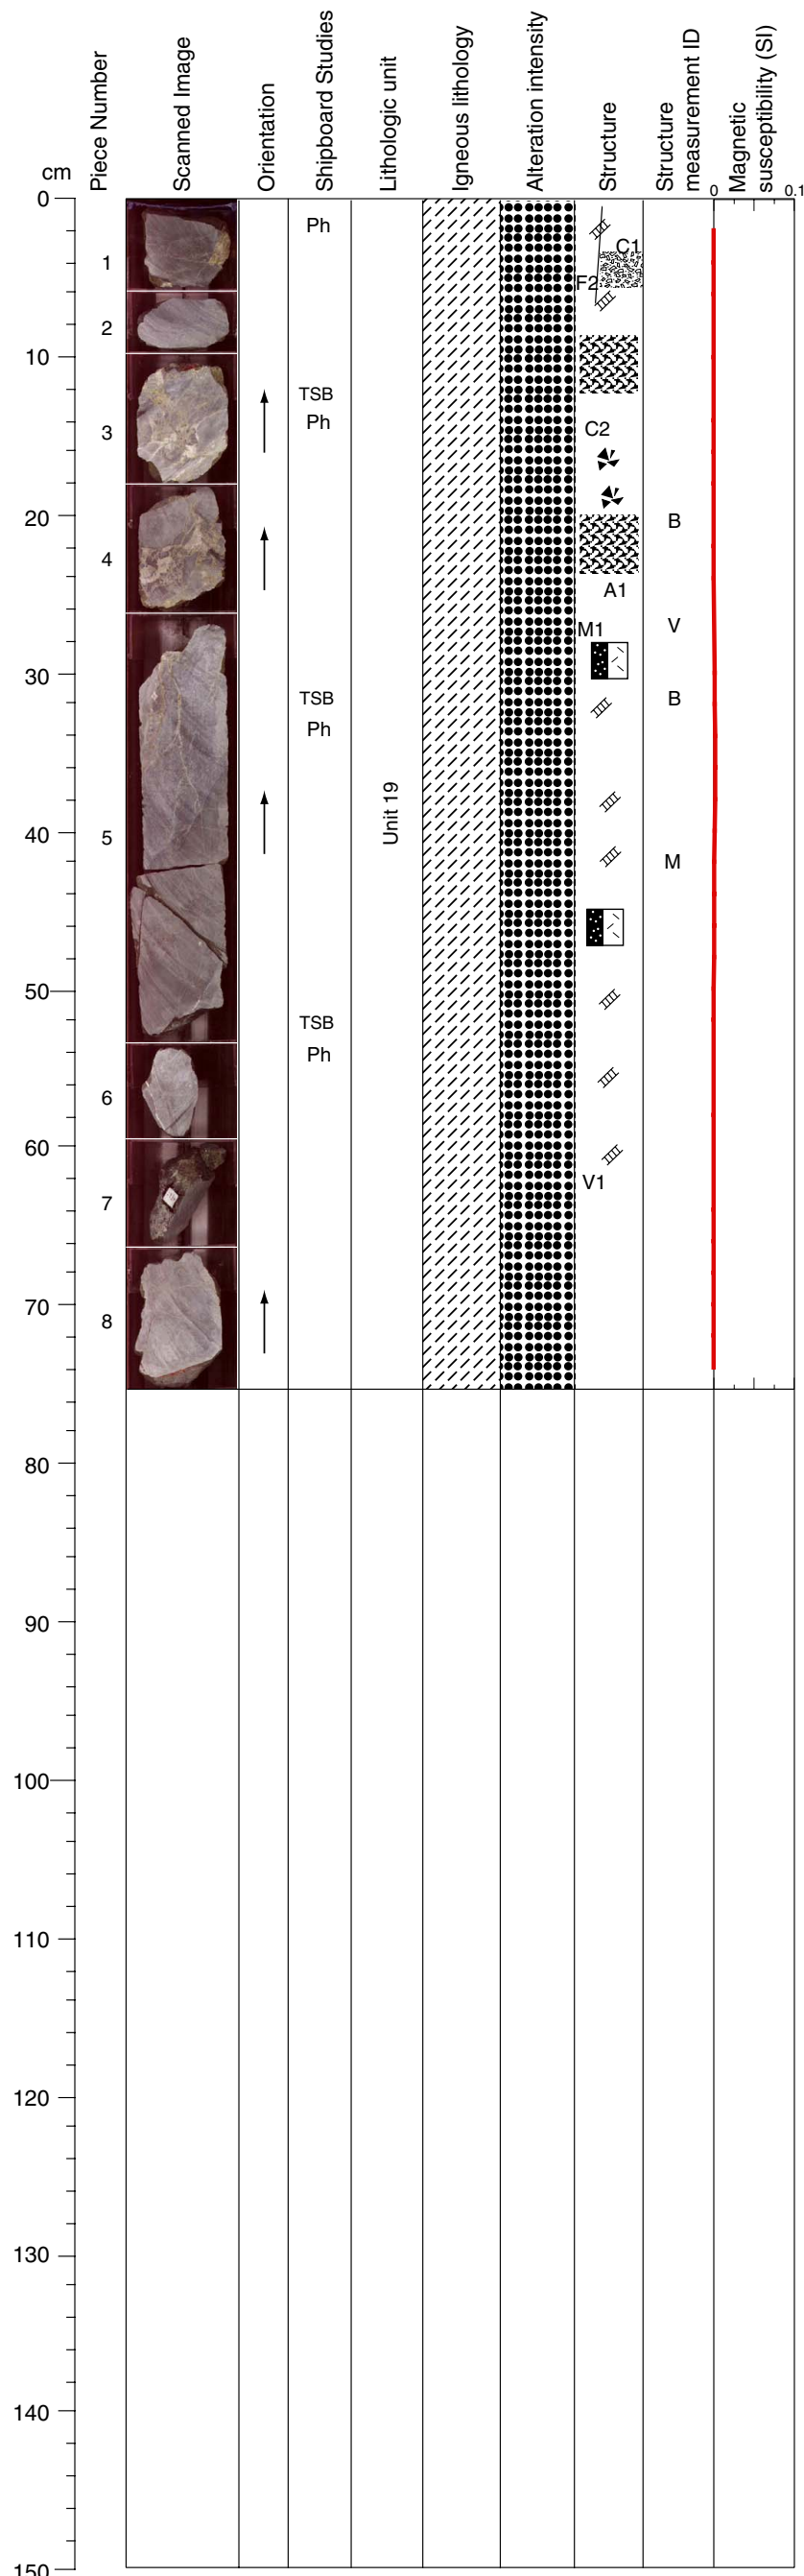 cm
Piece Number
Scanned Image
Orientation
Shipboard Studies
Lithologic unit
Igneous lithology
Alteration intensity
Structure
Structure
measurement ID
Magnetic
susceptibility (SI)
0 0.1
0
10
20
30
40
50
60
70
80
90
100
110
120
130
140
150
1
2
3
4
5
6
7
8
Ph
TSB
Ph
TSB
Ph
TSB
Ph
Unit 19
C1
F2
C2
A1
M1
V1
B
V
B
M